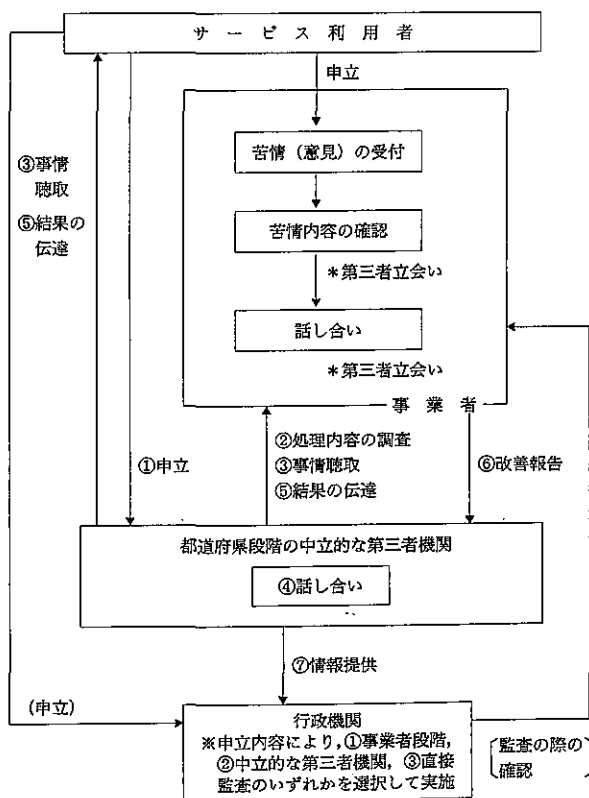 サービス利用者
申立
苦情（意見）の受付
③事情
聴取
⑤結果の
伝達
苦情内容の確認
＊第三者立会い
話し合い
＊第三者立会い
事業者
①申立
②処理内容の調査
③事情聴取
⑤結果の伝達
⑥改善報告
都道府県段階の中立的な第三者機関
④話し合い
⑦情報提供
(申立)
行政機関
※申立内容により，①事業者段階，
②中立的な第三者機関，③直接
監査のいずれかを選択して実施
〔監査の際の
確認〕